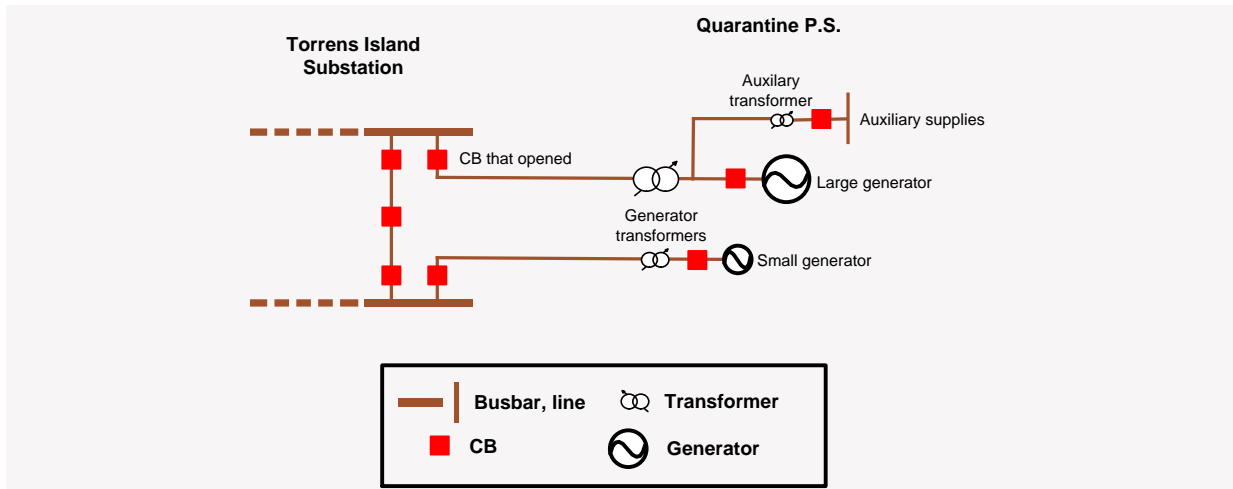 Quarantine P.S.
Torrens Island
Substation
Auxilary
transformer
Auxiliary supplies
CB that opened
Large generator
Generator
transformers
Small generator
Busbar, line
Transformer
CB
Generator